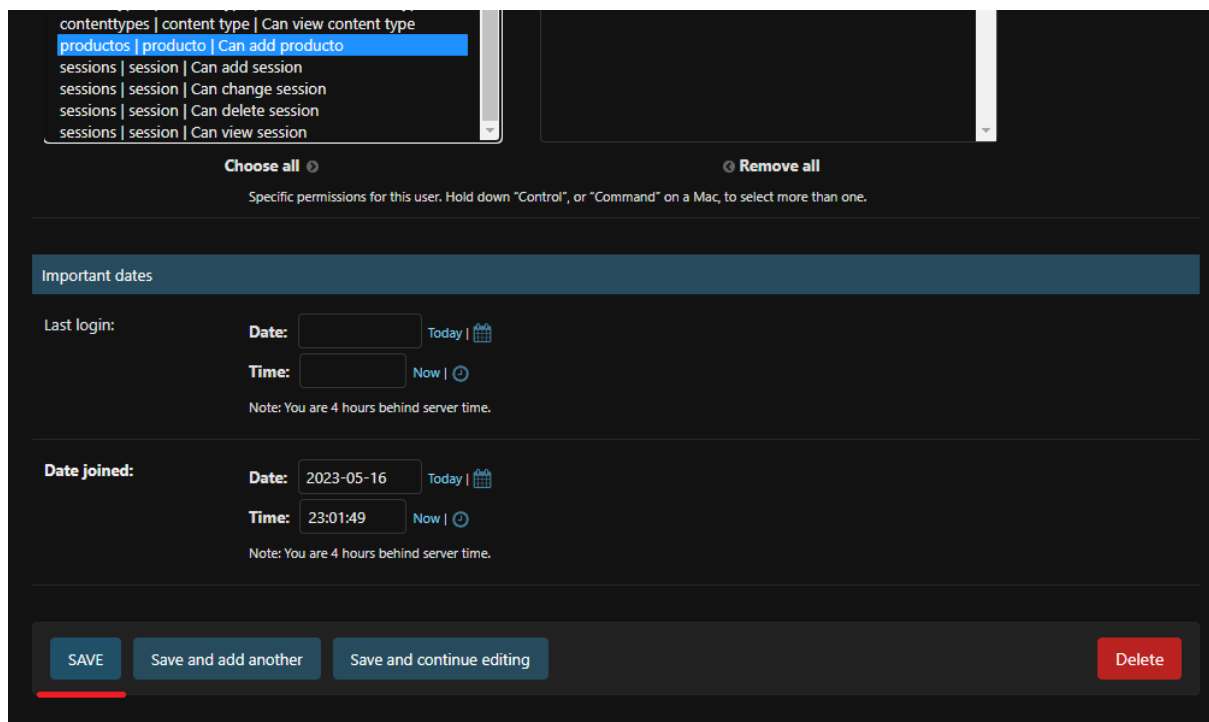 contenttypes | content type | Can view content type
productos | producto | Can add producto
sessions | session | Can add session
sessions | session | Can change session
sessions | session | Can delete session
sessions | session | Can view session
Choose all
Remove all
Specific permissions for this user. Hold down “Control”, or “Command” on a Mac, to select more than one.
Important dates
Last login:
Date:
Today |
Time:
Now |
Note: You are 4 hours behind server time.
Date joined:
Date: 2023-05-16 Today |
Time: 23:01:49 Now |
Note: You are 4 hours behind server time.
SAVE
Save and add another
Save and continue editing
Delete